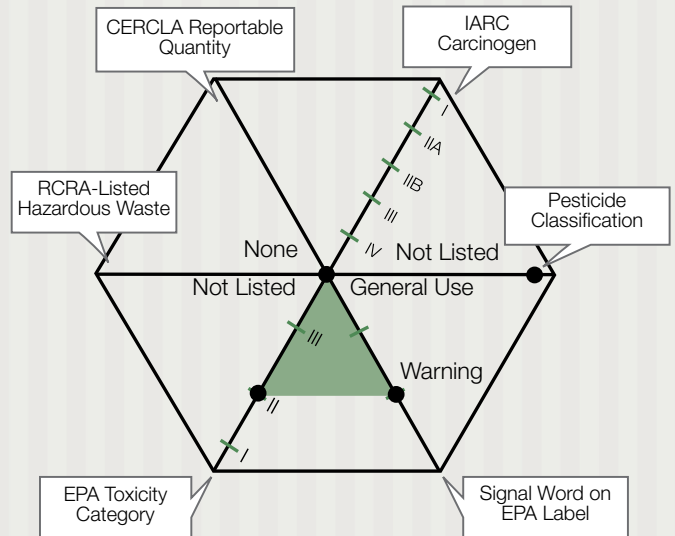 CERCLA Reportable
Quantity
IARC
Carcinogen
I
IIA
IIB
III
IV
RCRA-Listed
Hazardous Waste
Pesticide
Classification
None
Not Listed
Not Listed
General Use
III
Warning
II
I
EPA Toxicity
Category
Signal Word on
EPA Label